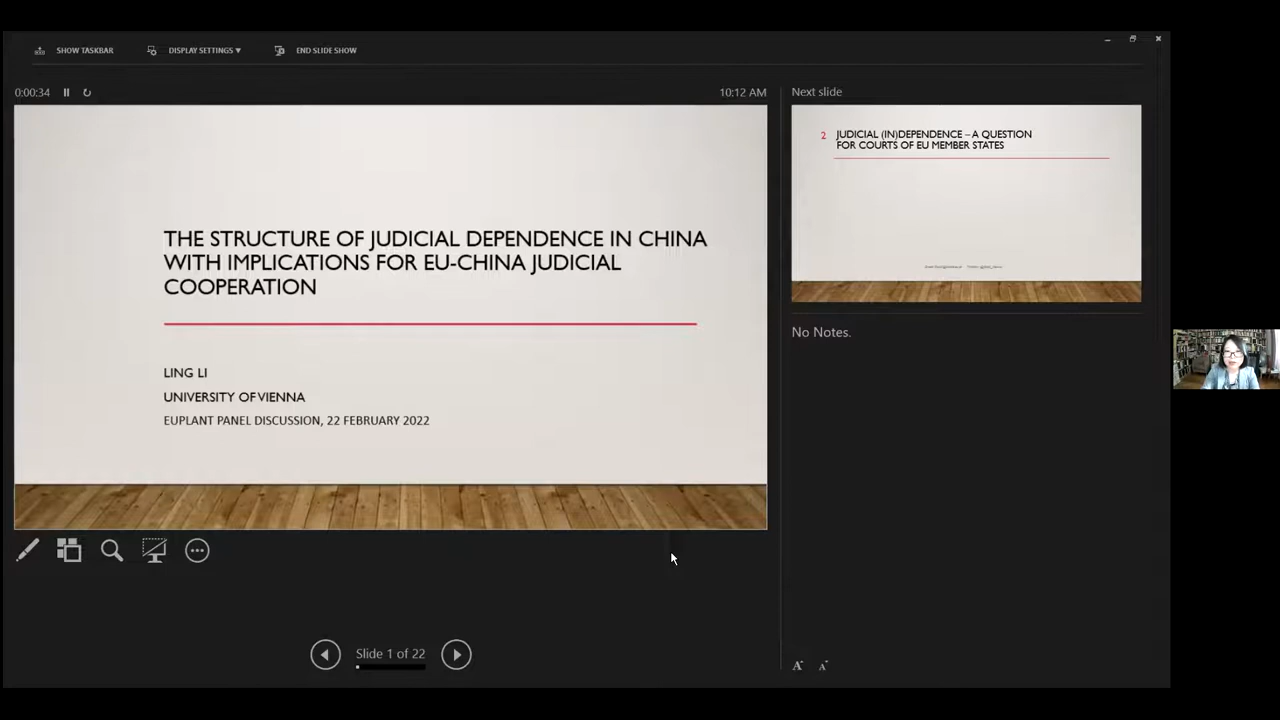 SHOW TASKBAR
DISPLAY SETTINGS ▾
END SLIDE SHOW
0:00:34
10:12 AM
THE STRUCTURE OF JUDICIAL DEPENDENCE IN CHINA
WITH IMPLICATIONS FOR EU-CHINA JUDICIAL
COOPERATION
LING LI
UNIVERSITY OF VIENNA
EUPLANT PANEL DISCUSSION, 22 FEBRUARY 2022
Slide 1 of 22
Next slide
2 JUDICIAL (IN)DEPENDENCE – A QUESTION
FOR COURTS OF EU MEMBER STATES
No Notes.
A A